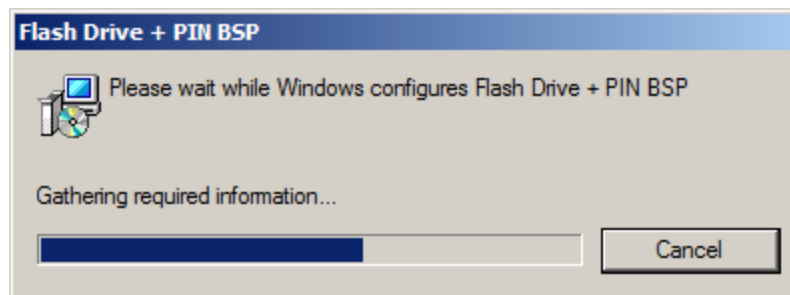 Flash Drive + PIN BSP
Please wait while Windows configures Flash Drive + PIN BSP
Gathering required information...
Cancel